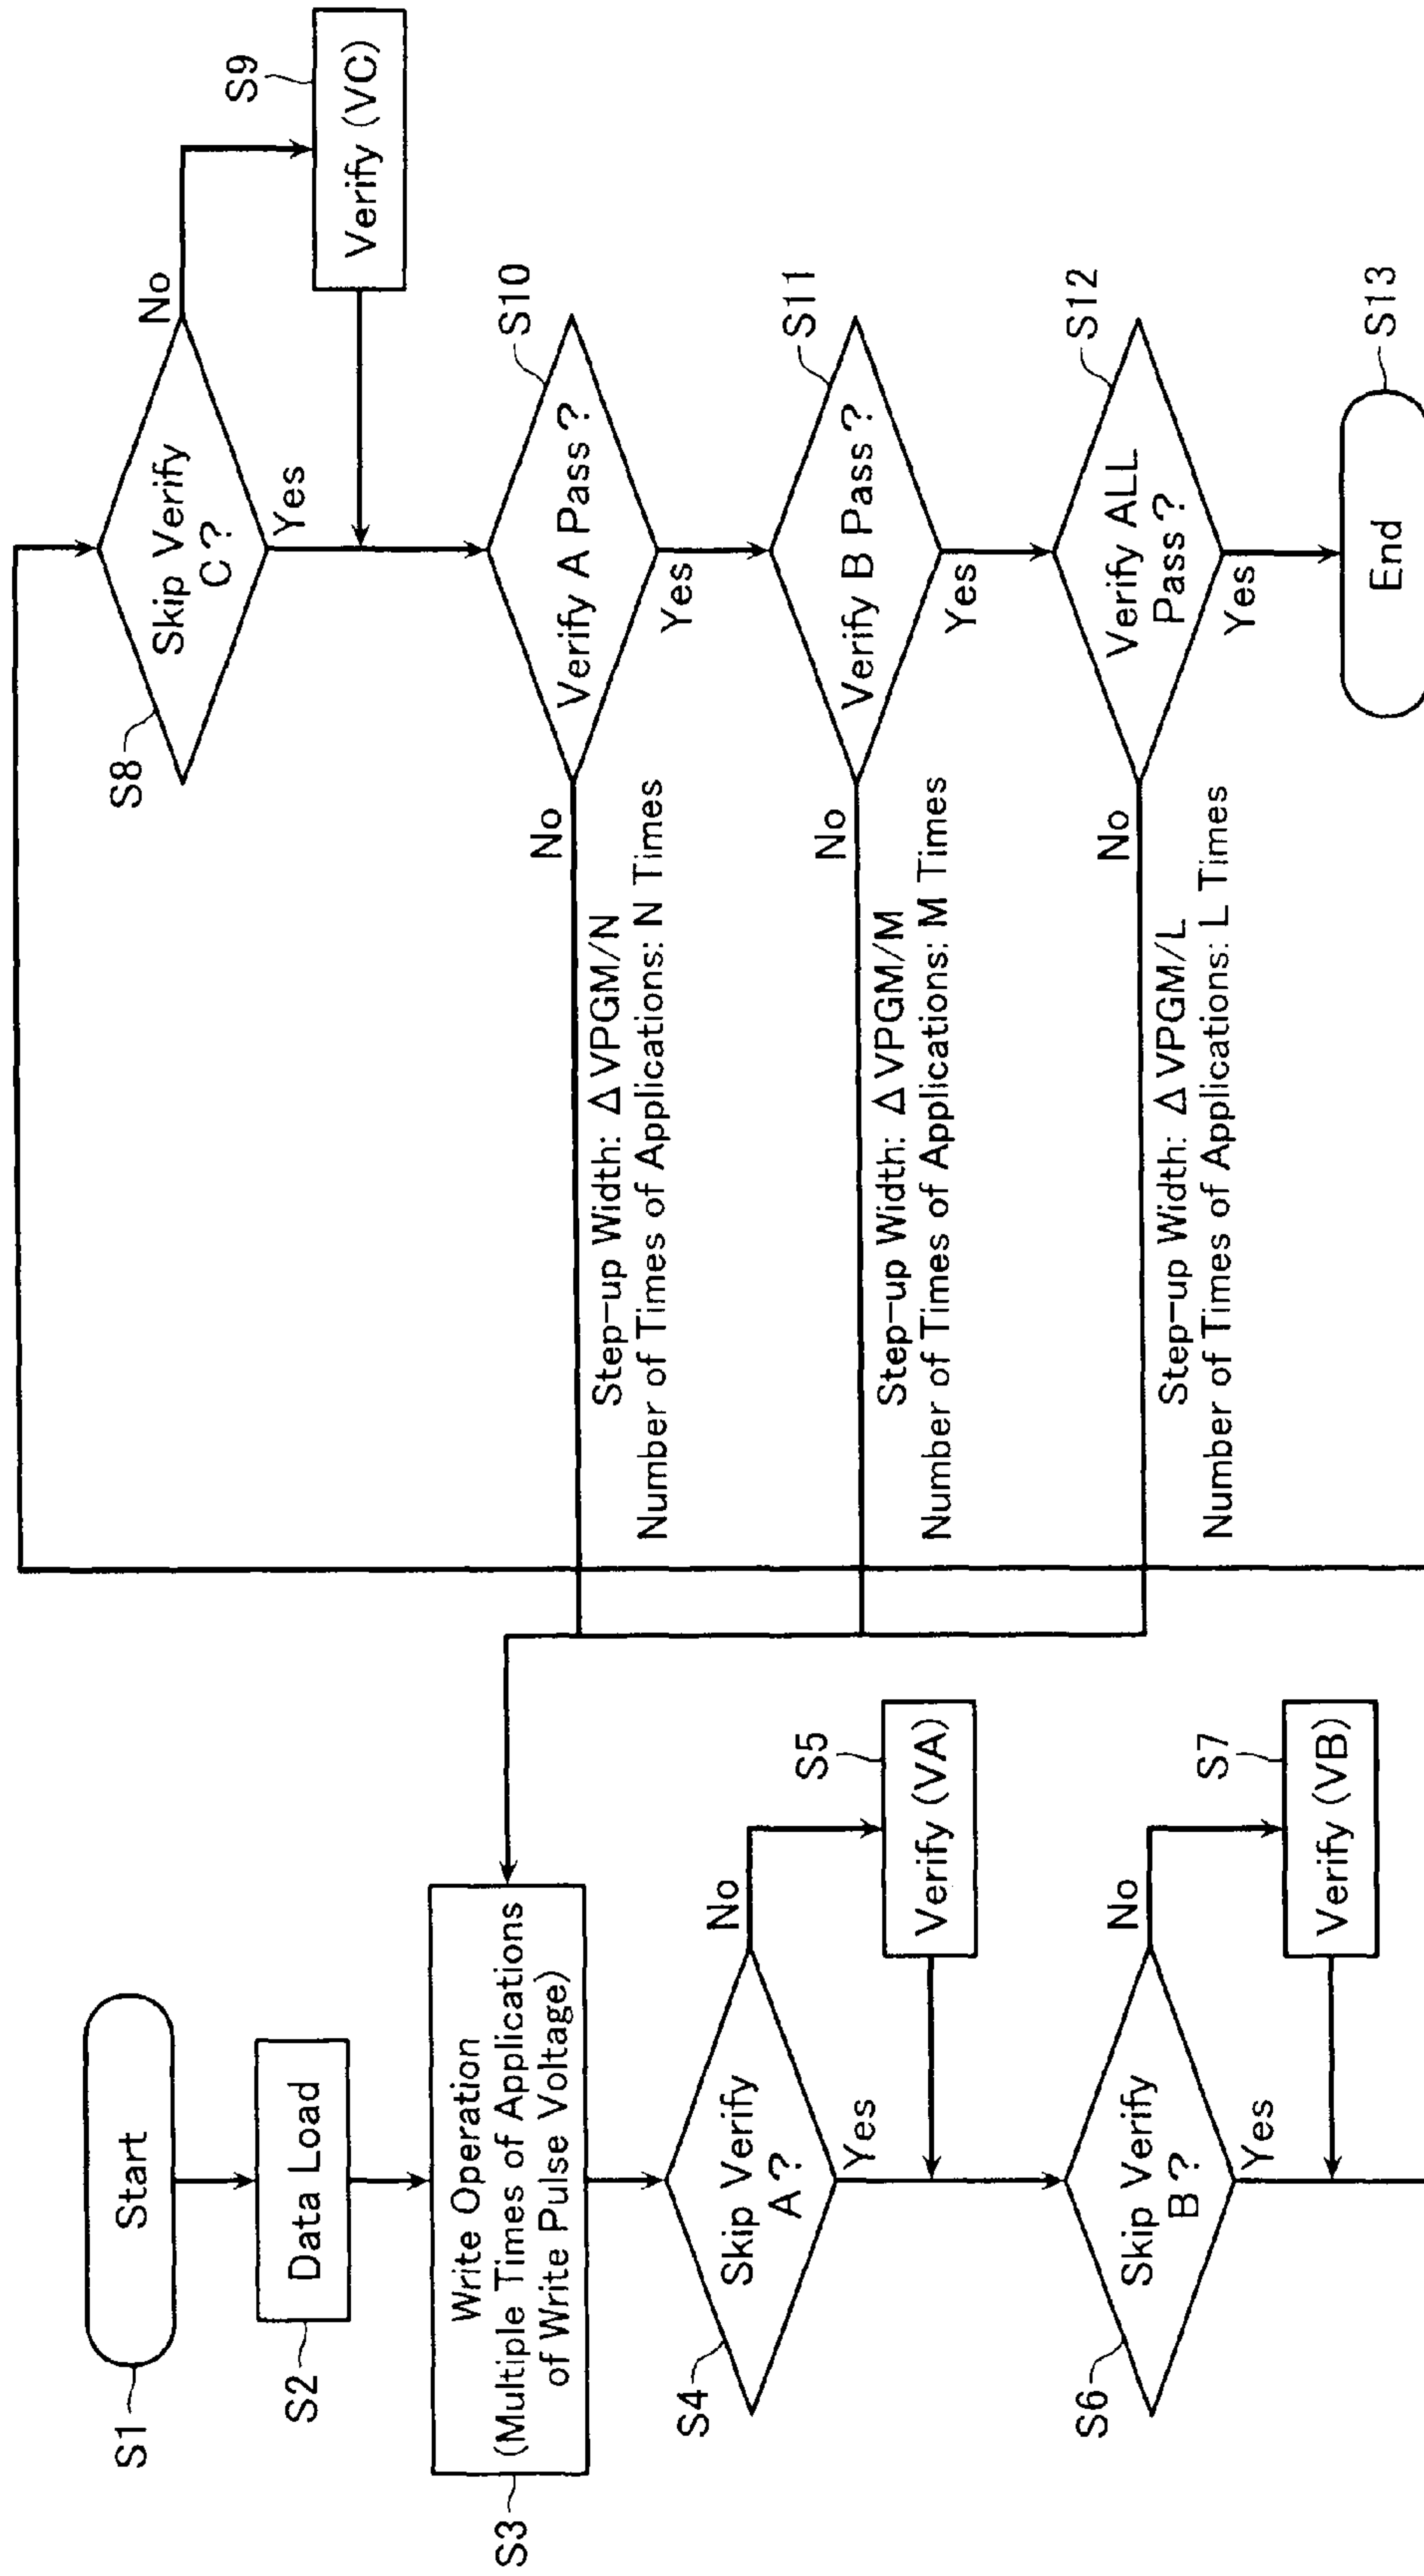 S1
Start
S2
Data Load
S3
Write Operation
(Multiple Times of Applications
of Write Pulse Voltage)
S4
Skip Verify
A?
No
Yes
S5
Verify (VA)
S6
Skip Verify
B?
No
Yes
S7
Verify (VB)
S8
Skip Verify
C?
No
Yes
S9
Verify (VC)
S10
Verify A Pass?
No
Yes
Step-up Width: ΔVPGM/N
Number of Times of Applications: N Times
S11
Verify B Pass?
No
Yes
Step-up Width: ΔVPGM/M
Number of Times of Applications: M Times
S12
Verify ALL
Pass?
No
Yes
Step-up Width: ΔVPGM/L
Number of Times of Applications: L Times
S13
End